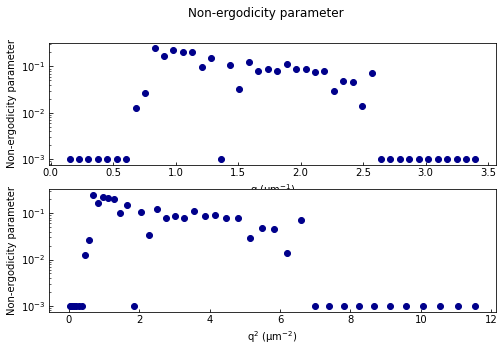 Non-ergodicity parameter
Non-ergodicity parameter
10⁻¹
10⁻²
10⁻³
0.0 0.5 1.0 1.5 2.0 2.5 3.0 3.5
q (μm⁻¹)
Non-ergodicity parameter
10⁻¹
10⁻²
10⁻³
0 2 4 6 8 10 12
q² (μm⁻²)